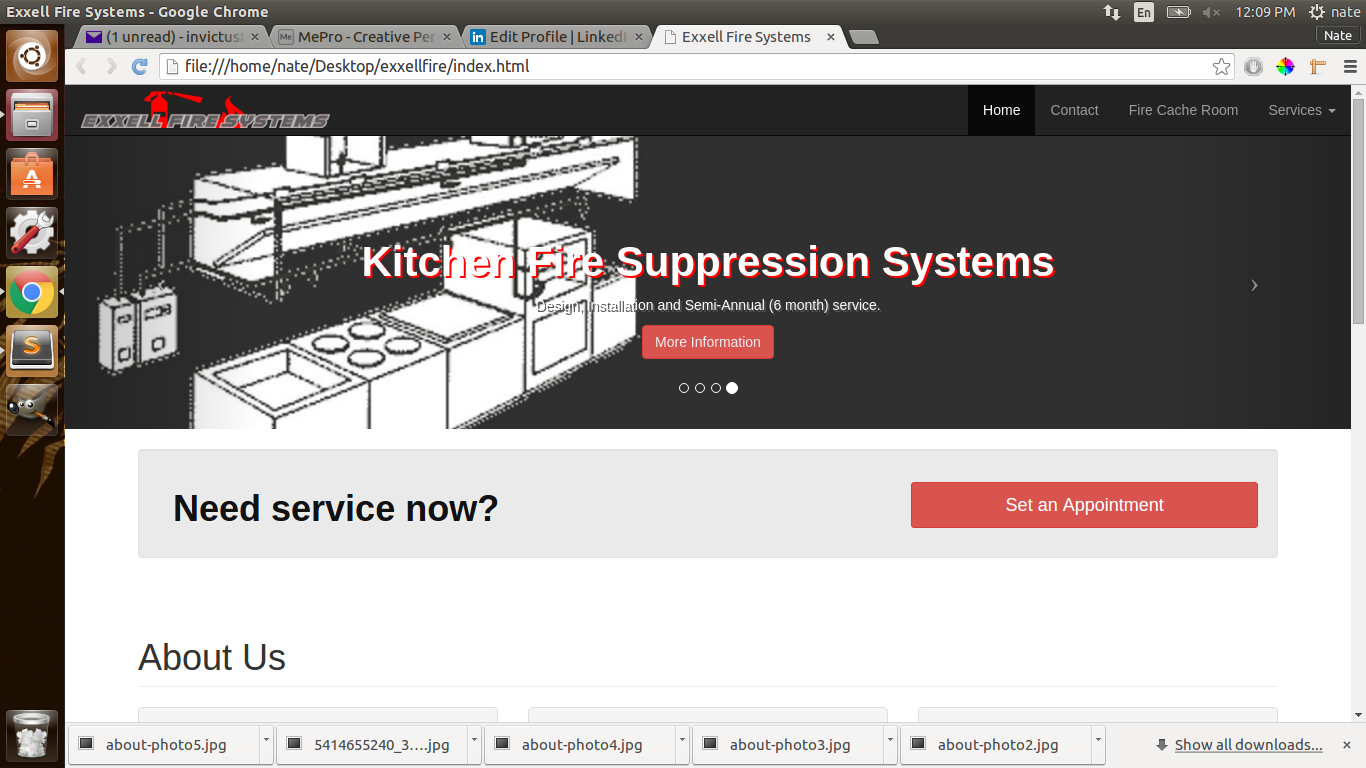 Exxell Fire Systems - Google Chrome
En
12:09 PM
nate
(1 unread) - invictus
MePro - Creative Per
Edit Profile | LinkedI
Exxell Fire Systems
Nate
file:///home/nate/Desktop/exxellfire/index.html
EXXELL FIRE SYSTEMS
Home
Contact
Fire Cache Room
Services
Kitchen Fire Suppression Systems
Design, Installation and Semi-Annual (6 month) service.
More Information
Need service now?
Set an Appointment
About Us
about-photo5.jpg
5414655240_3....jpg
about-photo4.jpg
about-photo3.jpg
about-photo2.jpg
Show all downloads...